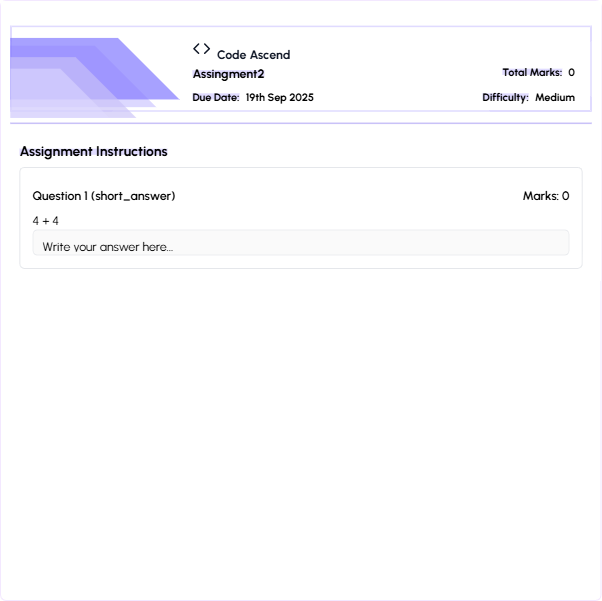 <> Code Ascend
Assingment2
Total Marks: 0
Due Date: 19th Sep 2025
Difficulty: Medium
Assignment Instructions
Question 1 (short_answer)
Marks: 0
4 + 4
Write your answer here...